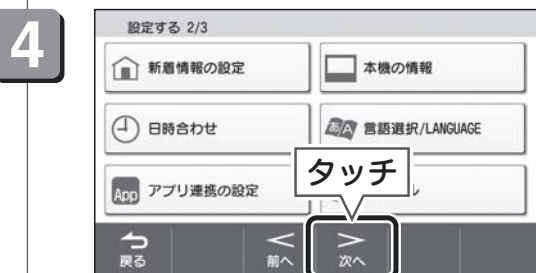 4
設定する 2/3
新着情報の設定
本機の情報
日時合わせ
あ/A 言語選択/LANGUAGE
App アプリ連携の設定
タッチ
戻る
前へ
次へ